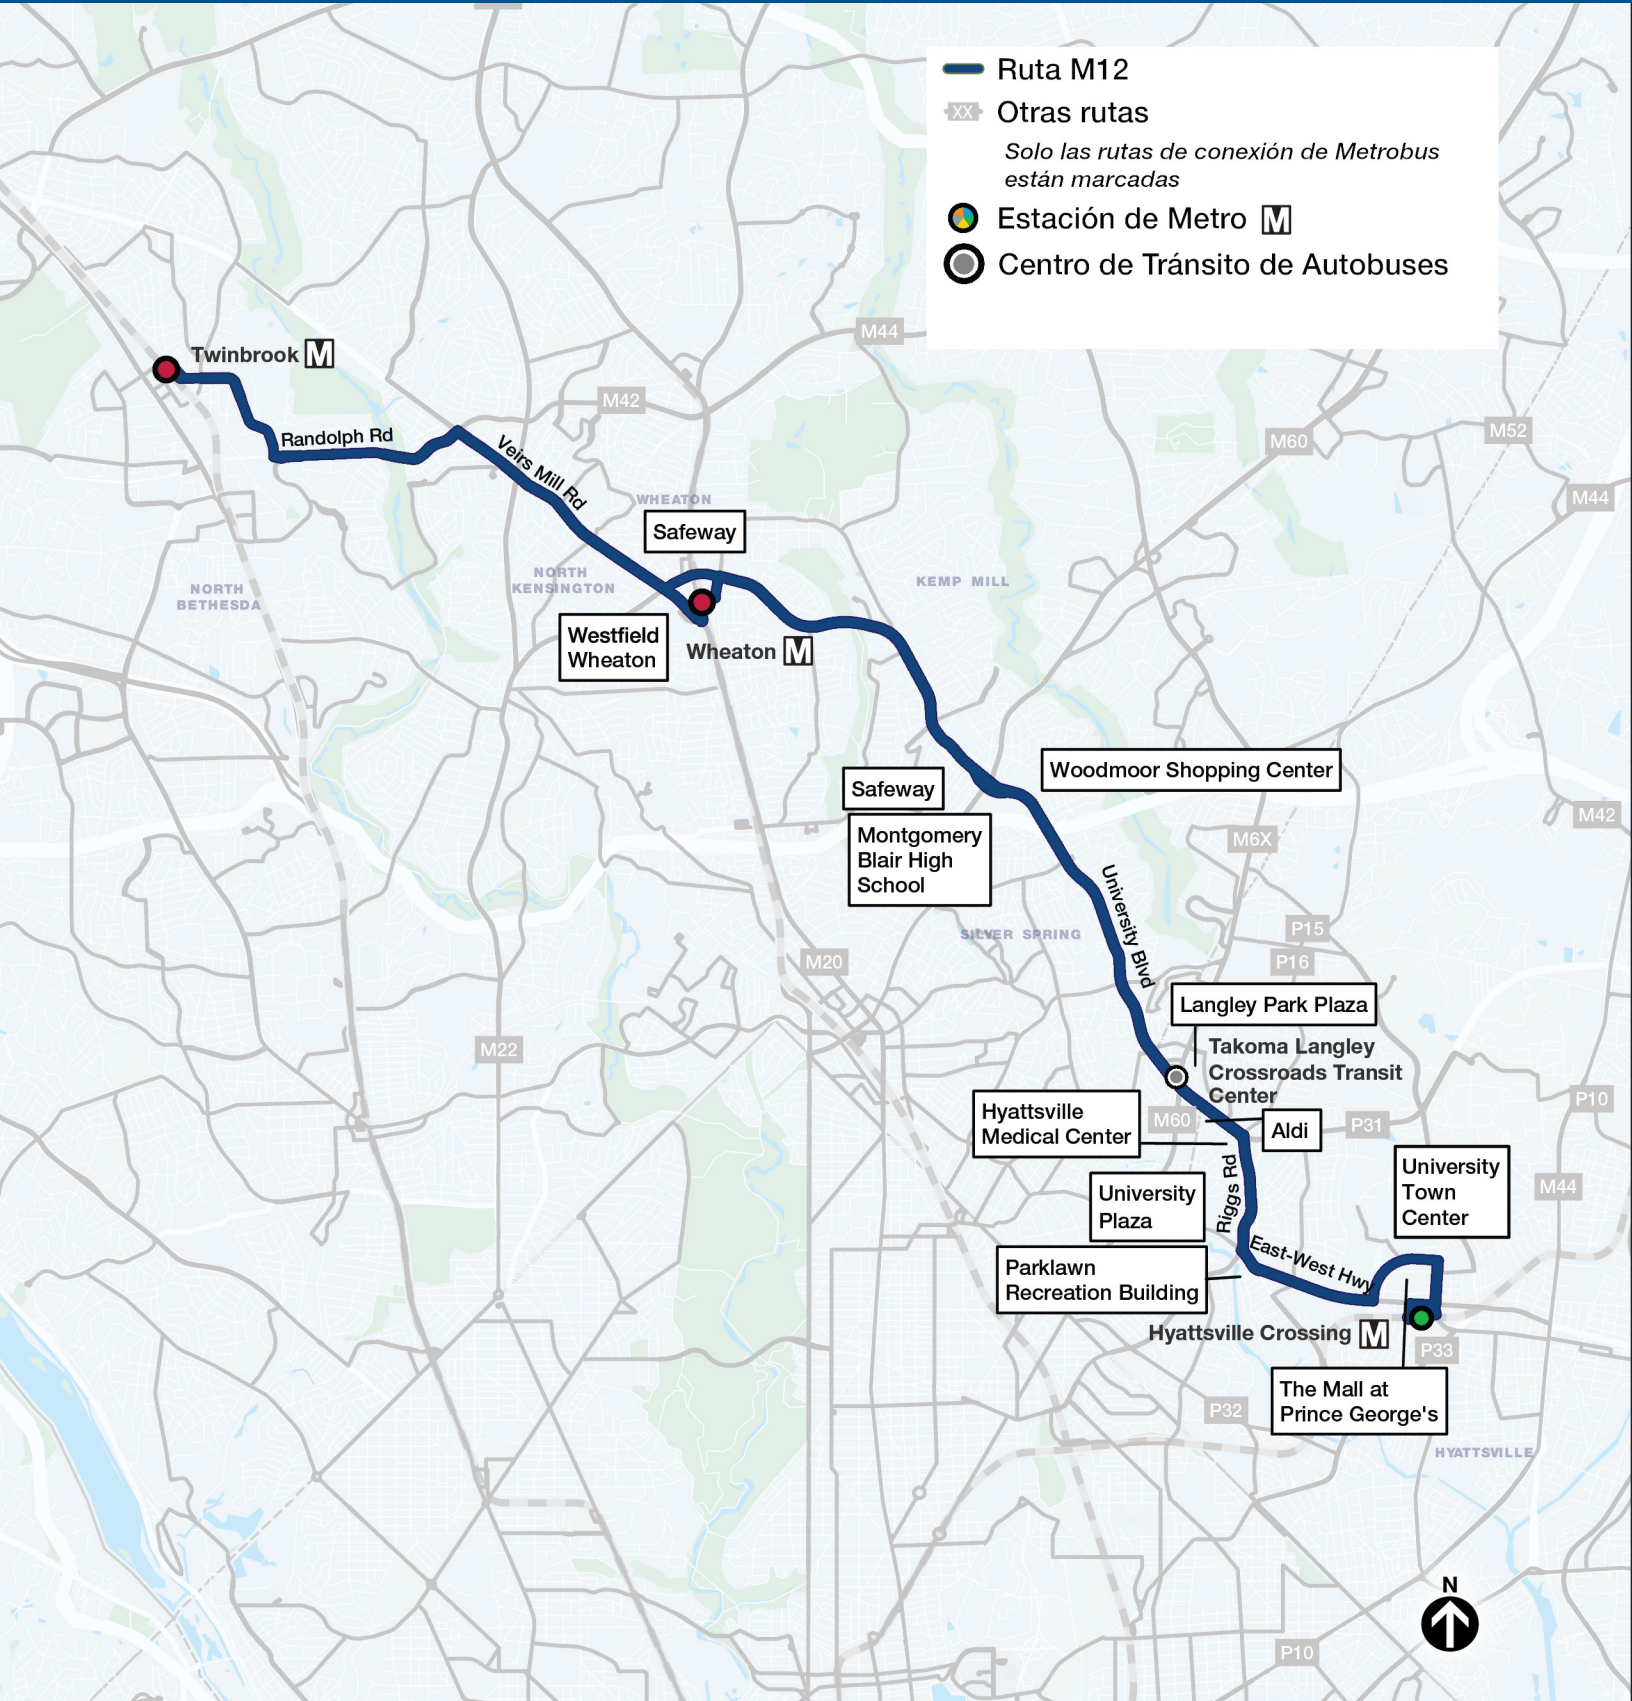 Ruta M12
XX
Otras rutas
Solo las rutas de conexión de Metrobus
están marcadas
Estación de Metro M
Centro de Tránsito de Autobuses
M44
Twinbrook M
M42
Randolph Rd
Veirs Mill Rd
M60
M52
M44
WHEATON
Safeway
NORTH
KENSINGTON
NORTH
BETHESDA
KEMP MILL
Westfield
Wheaton
Wheaton M
Woodmoor Shopping Center
Safeway
Montgomery
Blair High
School
M42
M6X
University Blvd
SILVER SPRING
P15
P16
M20
Langley Park Plaza
M22
Takoma Langley
Crossroads Transit
Center
Hyattsville
Medical Center
M60
Aldi
P31
P10
University
Town
Center
M44
University
Plaza
Riggs Rd
East-West Hwy
Parklawn
Recreation Building
Hyattsville Crossing M
P33
The Mall at
Prince George's
P32
HYATTSVILLE
N
P10